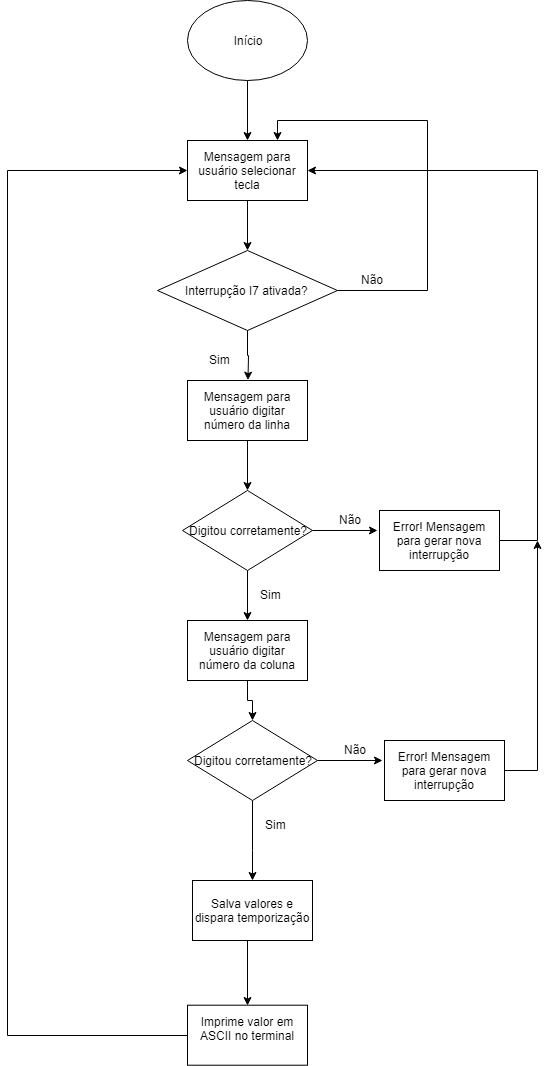 Início
Mensagem para
usuário selecionar
tecla
Interrupção I7 ativada?
Não
Sim
Mensagem para
usuário digitar
número da linha
Digitou corretamente?
Não
Error! Mensagem
para gerar nova
interrupção
Sim
Mensagem para
usuário digitar
número da coluna
Digitou corretamente?
Não
Error! Mensagem
para gerar nova
interrupção
Sim
Salva valores e
dispara temporização
Imprime valor em
ASCII no terminal